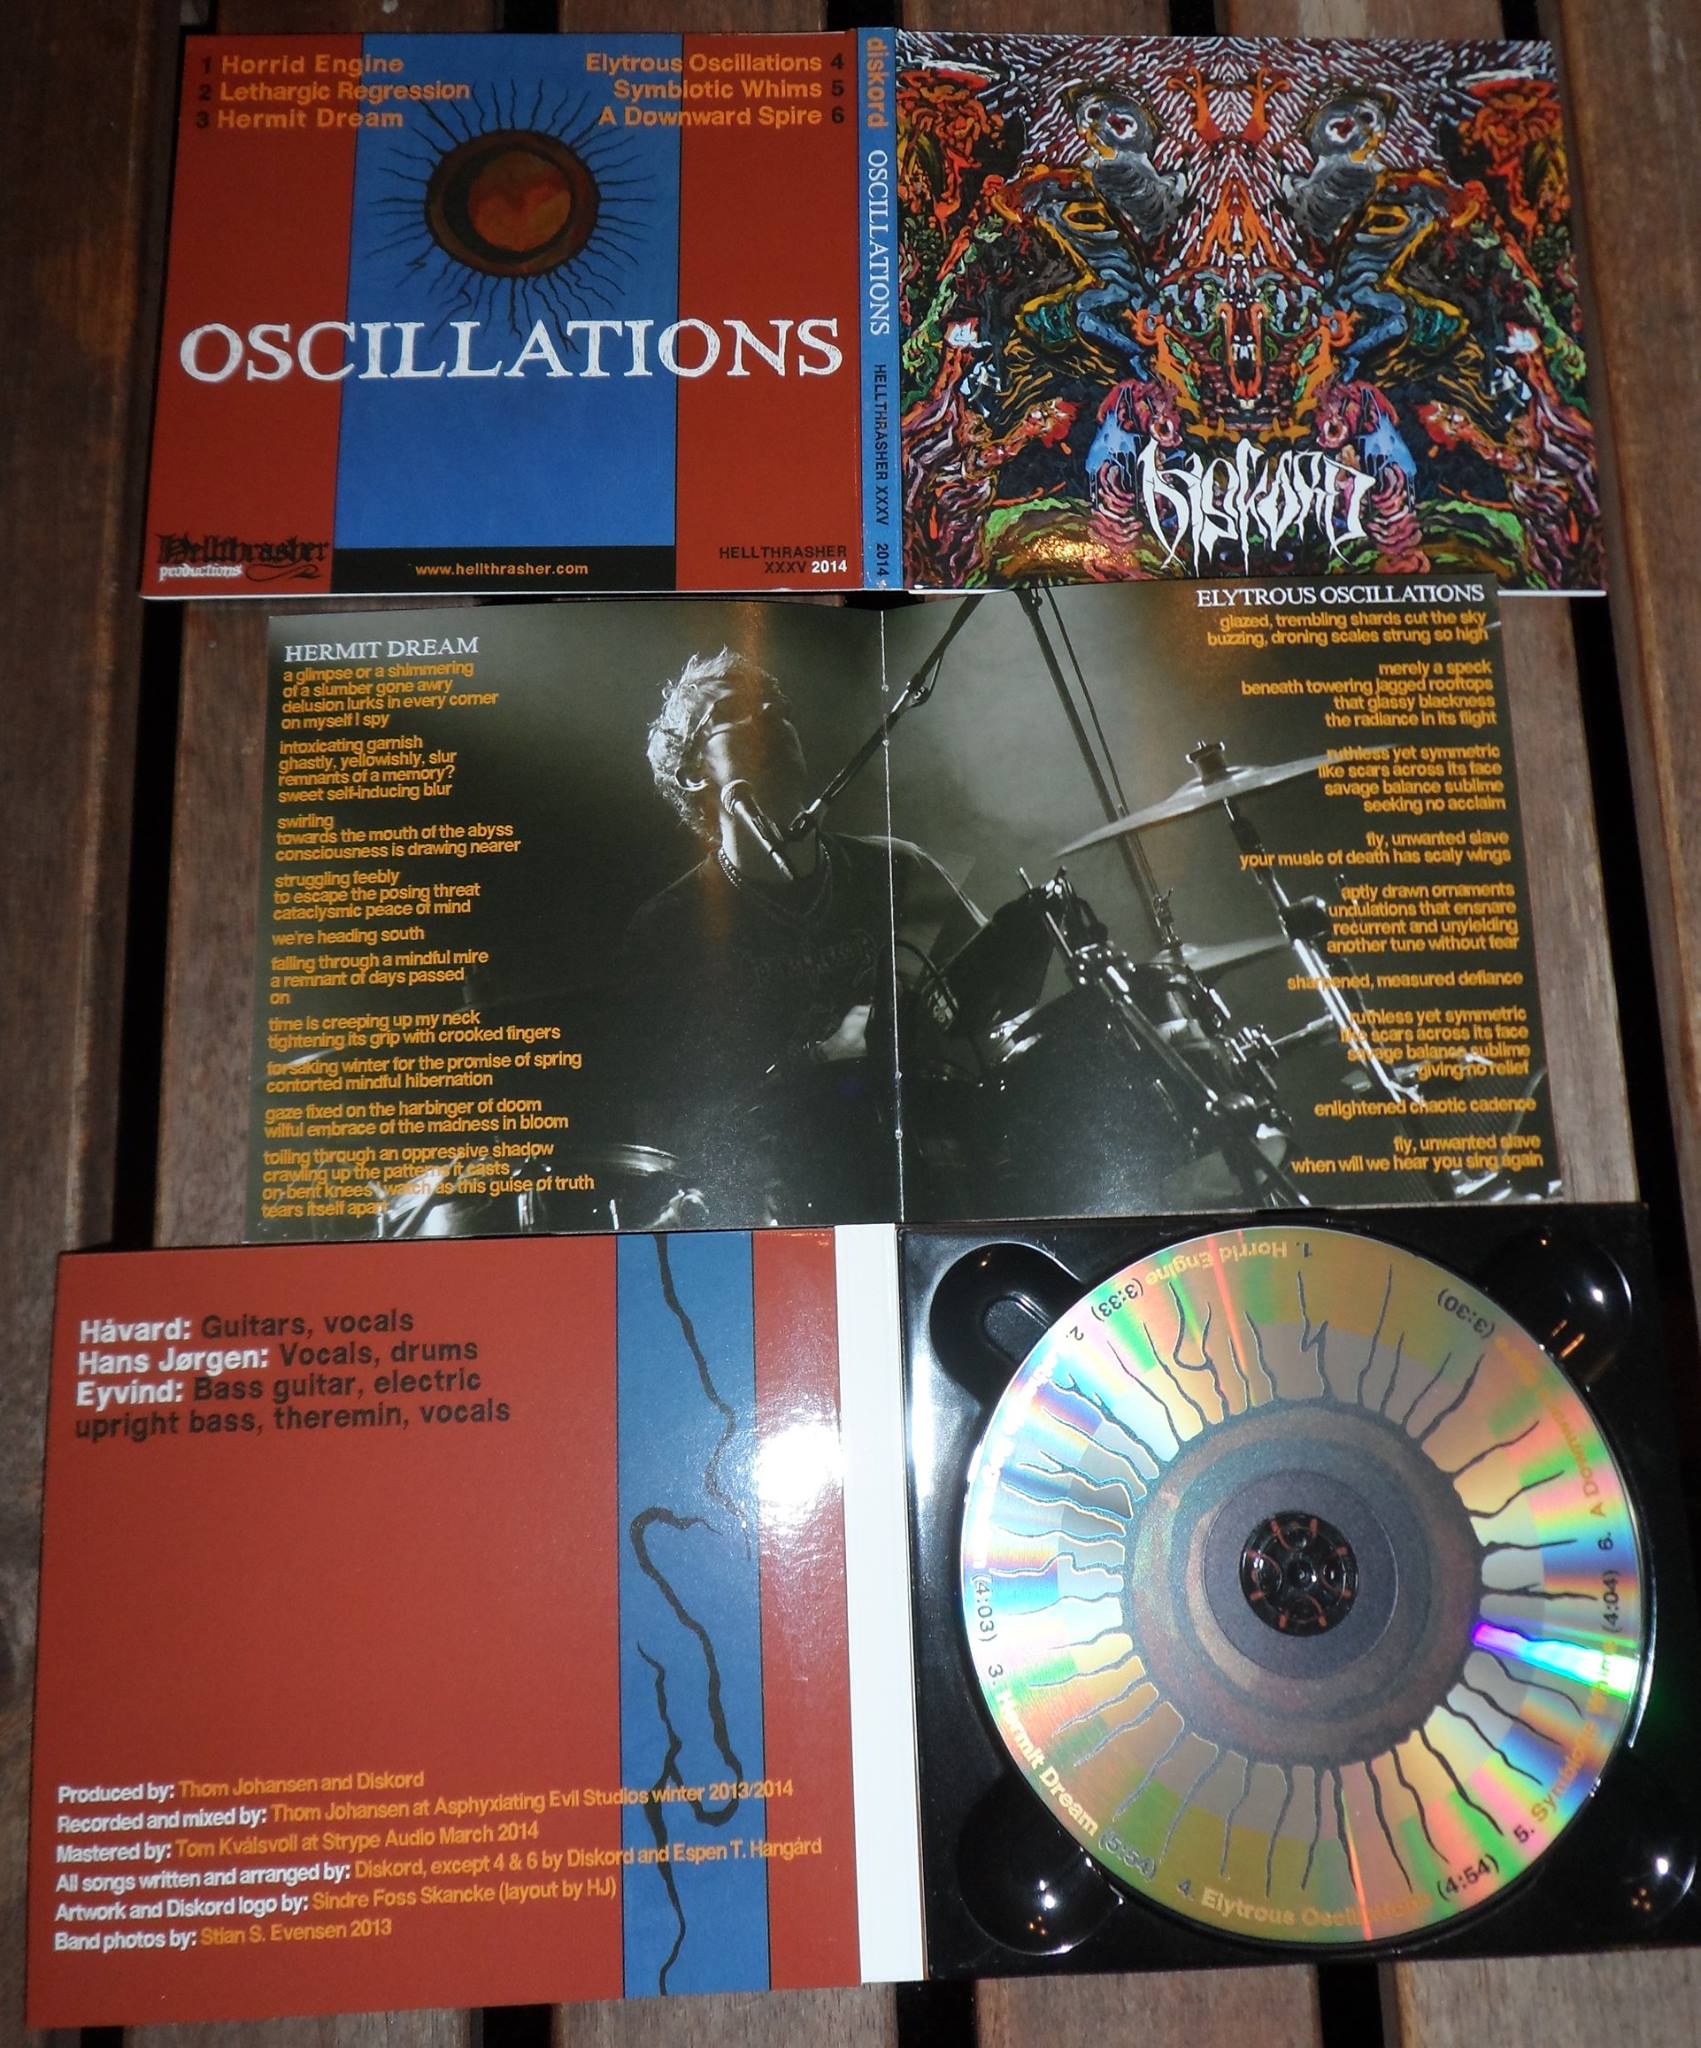 1 Horrid Engine
2 Lethargic Regression
3 Hermit Dream
Elytrous Oscillations 4
Symbiotic Whims 5
A Downward Spire 6
OSCILLATIONS
Hellthrasher
productions
www.hellthrasher.com
HELLTHRASHER
XXXV 2014
diskord OSCILLATIONS HELLTHRASHER XXXV 2014
DISKORD
HERMIT DREAM
a glimpse or a shimmering
of a slumber gone awry
delusion lurks in every corner
on myself I spy
intoxicating garnish
ghastly, yellowishly, slur
remnants of a memory?
sweet self-inducing blur
swirling
towards the mouth of the abyss
consciousness is drawing nearer
struggling feebly
to escape the posing threat
cataclysmic peace of mind
we're heading south
falling through a mindful mire
a remnant of days passed
on
time is creeping up my neck
tightening its grip with crooked fingers
forsaking winter for the promise of spring
contorted mindful hibernation
gaze fixed on the harbinger of doom
wilful embrace of the madness in bloom
toiling through an oppressive shadow
crawling up the patterns it casts
on bent knees I watch as this guise of truth
tears itself apart
ELYTROUS OSCILLATIONS
glazed, trembling shards cut the sky
buzzing, droning scales strung so high
merely a speck
beneath towering jagged rooftops
that glassy blackness
the radiance in its flight
ruthless yet symmetric
like scars across its face
savage balance sublime
seeking no acclaim
fly, unwanted slave
your music of death has scaly wings
aptly drawn ornaments
undulations that ensnare
recurrent and unyielding
another tune without fear
sharpened, measured defiance
ruthless yet symmetric
like scars across its face
savage balance sublime
giving no relief
enlightened chaotic cadence
fly, unwanted slave
when will we hear you sing again
Håvard: Guitars, vocals
Hans Jørgen: Vocals, drums
Eyvind: Bass guitar, electric
upright bass, theremin, vocals
Produced by: Thom Johansen and Diskord
Recorded and mixed by: Thom Johansen at Asphyxiating Evil Studios winter 2013/2014
Mastered by: Tom Kvålsvoll at Strype Audio March 2014
All songs written and arranged by: Diskord, except 4 & 6 by Diskord and Espen T. Hangård
Artwork and Diskord logo by: Sindre Foss Skancke (layout by HJ)
Band photos by: Stian S. Evensen 2013
1. Horrid Engine (3:33)
2. (4:03)
3. Hermit Dream (5:54)
4. Elytrous Oscillations (4:54)
5. Symbiotic Whims (4:04)
6. A Downward (3:30)